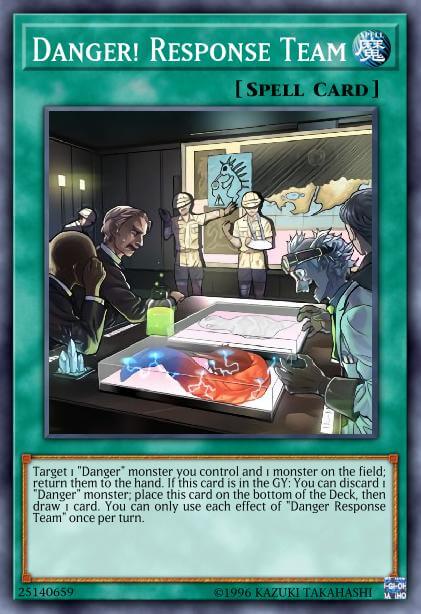 DANGER! RESPONSE TEAM
SPELL
魔
[SPELL CARD]
Target 1 "Danger" monster you control and 1 monster on the field;
return them to the hand. If this card is in the GY: You can discard 1
"Danger" monster; place this card on the bottom of the Deck, then
draw 1 card. You can only use each effect of "Danger Response
Team" once per turn.
25140659
©1996 KAZUKI TAKAHASHI